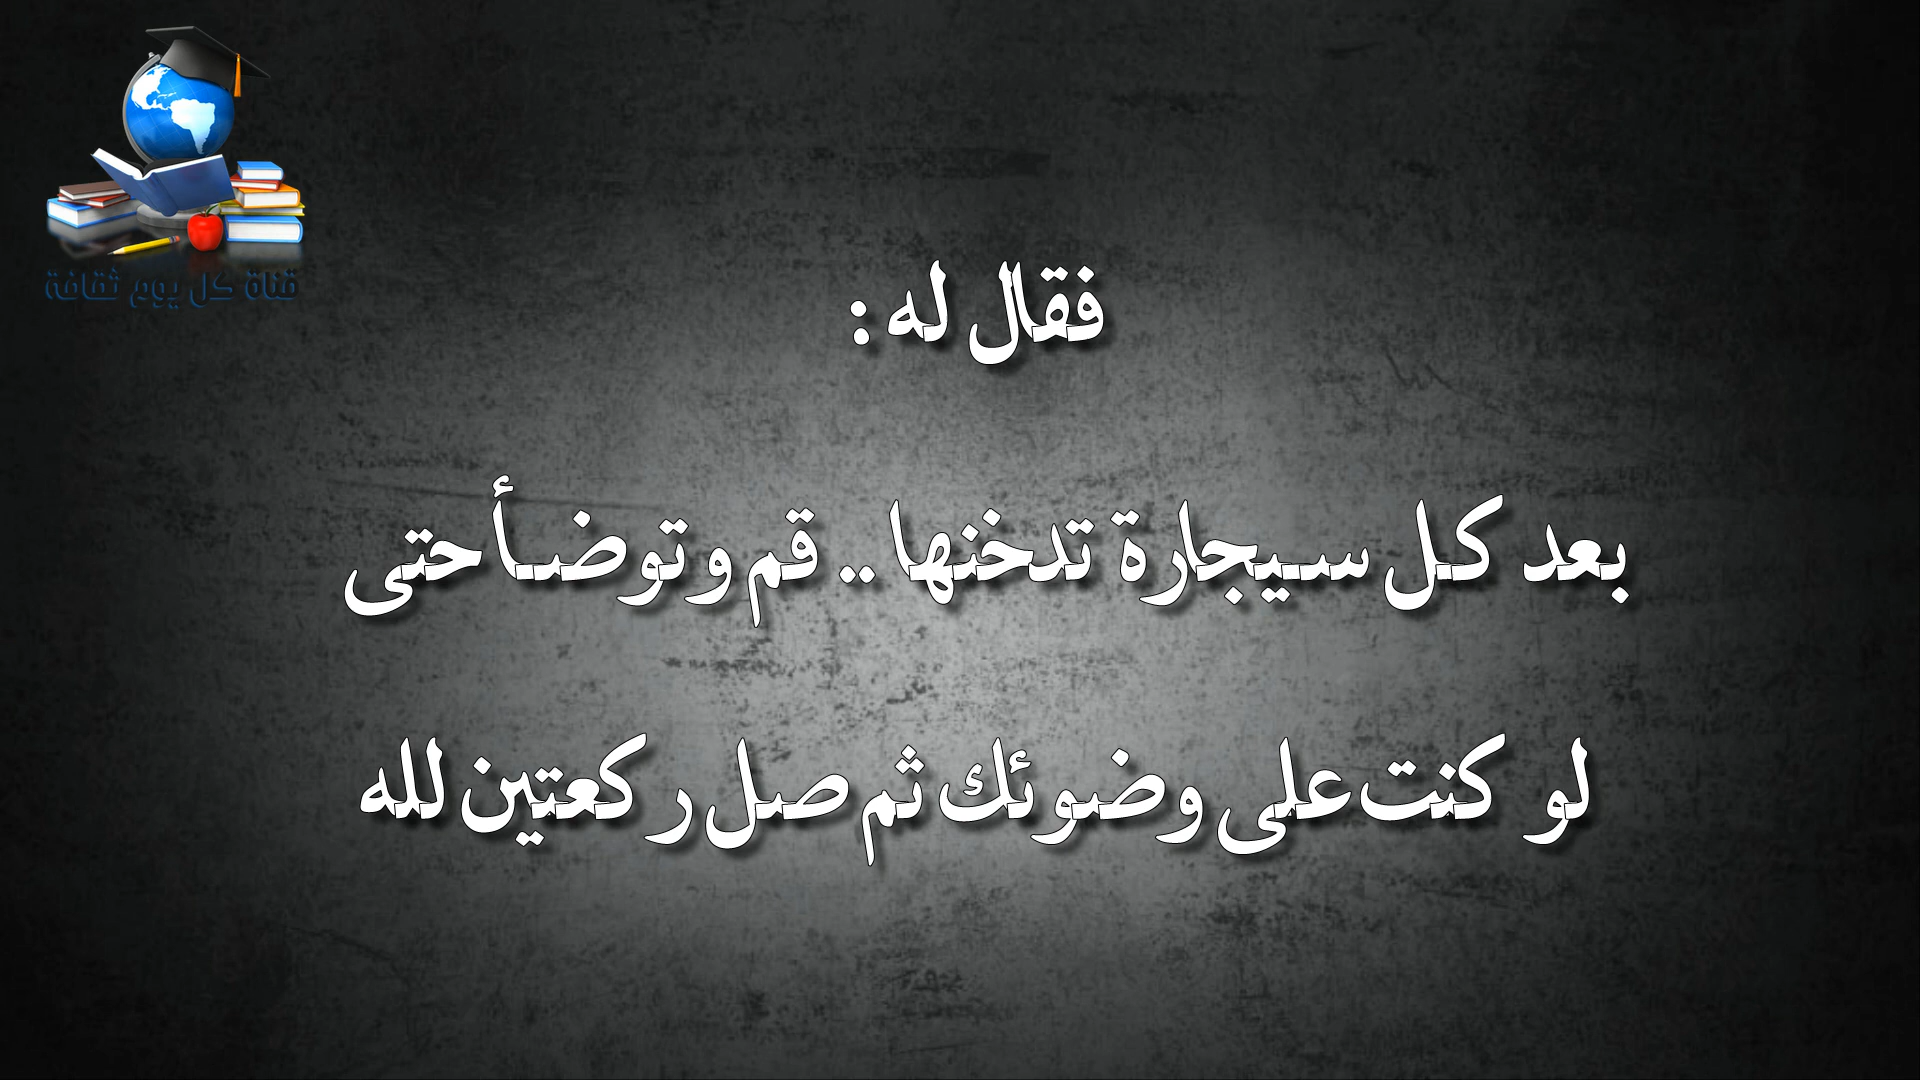 قناة كل يوم ثقافة
فقال له :
بعد كل سيجارة تدخنها .. قم وتوضأ حتى
لو كنت على وضوئك ثم صل ركعتين لله